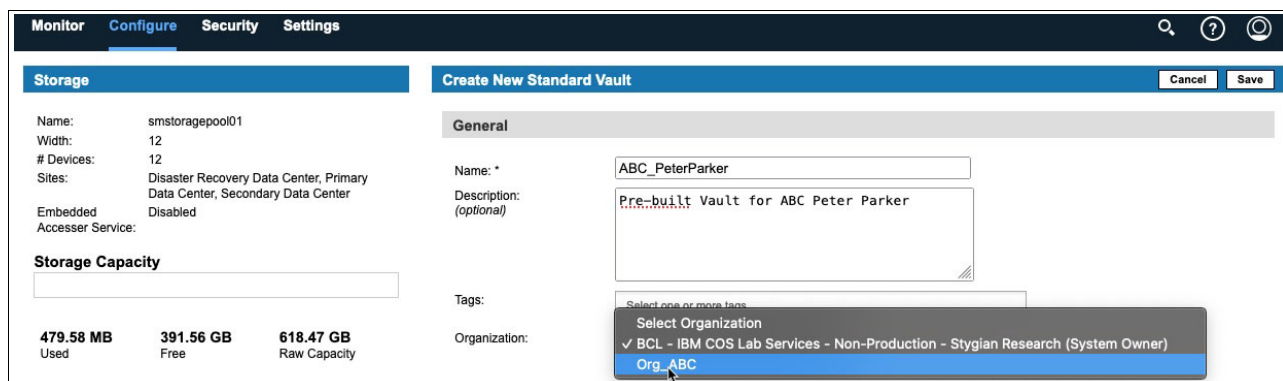 Monitor Configure Security Settings
Storage
Name: smstoragepool01
Width: 12
# Devices: 12
Sites: Disaster Recovery Data Center, Primary
Data Center, Secondary Data Center
Embedded Disabled
Accesser Service:
Storage Capacity
479.58 MB 391.56 GB 618.47 GB
Used Free Raw Capacity
Create New Standard Vault Cancel Save
General
Name: * ABC_PeterParker
Description: Pre-built Vault for ABC Peter Parker
(optional)
Tags: Select one or more tags
Organization: Select Organization
✓ BCL - IBM COS Lab Services - Non-Production - Stygian Research (System Owner)
Org_ABC